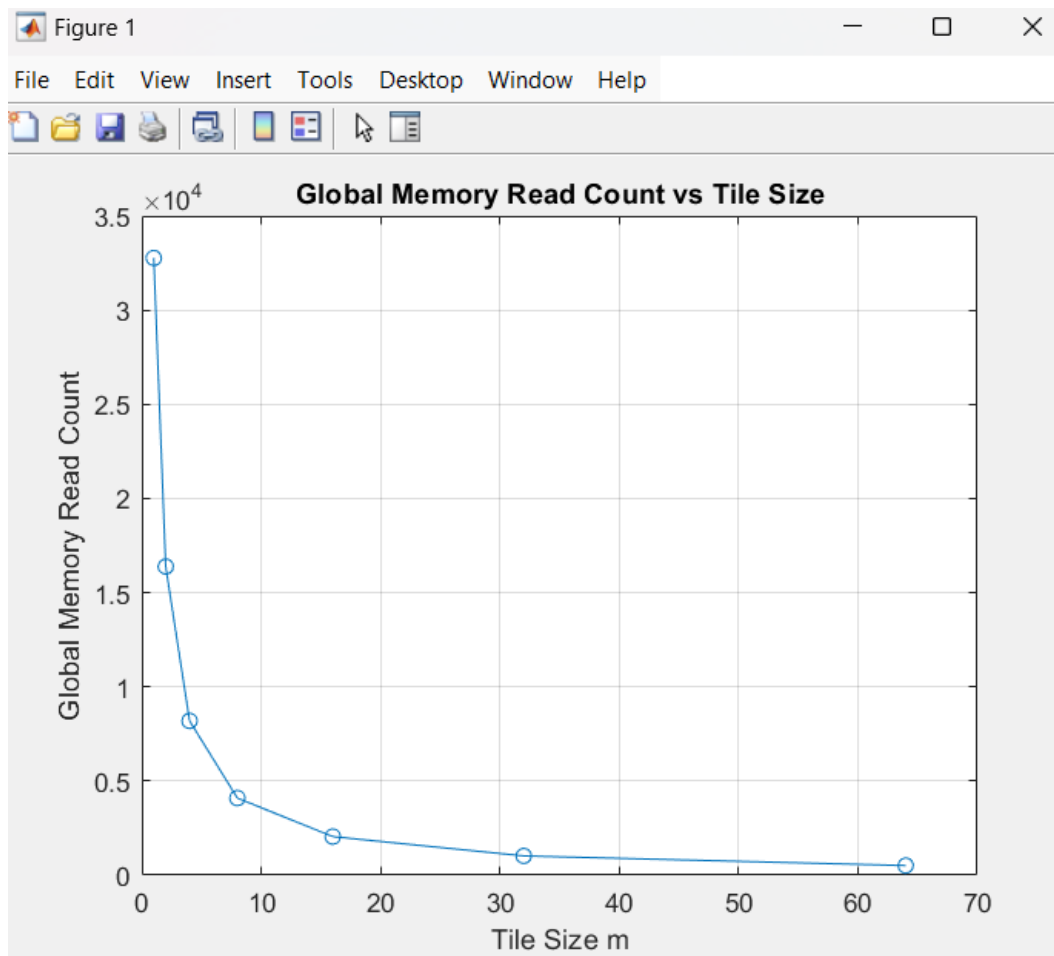 Figure 1
File Edit View Insert Tools Desktop Window Help
×10⁴
Global Memory Read Count vs Tile Size
3.5
3
2.5
2
1.5
1
0.5
0
Global Memory Read Count
0 10 20 30 40 50 60 70
Tile Size m